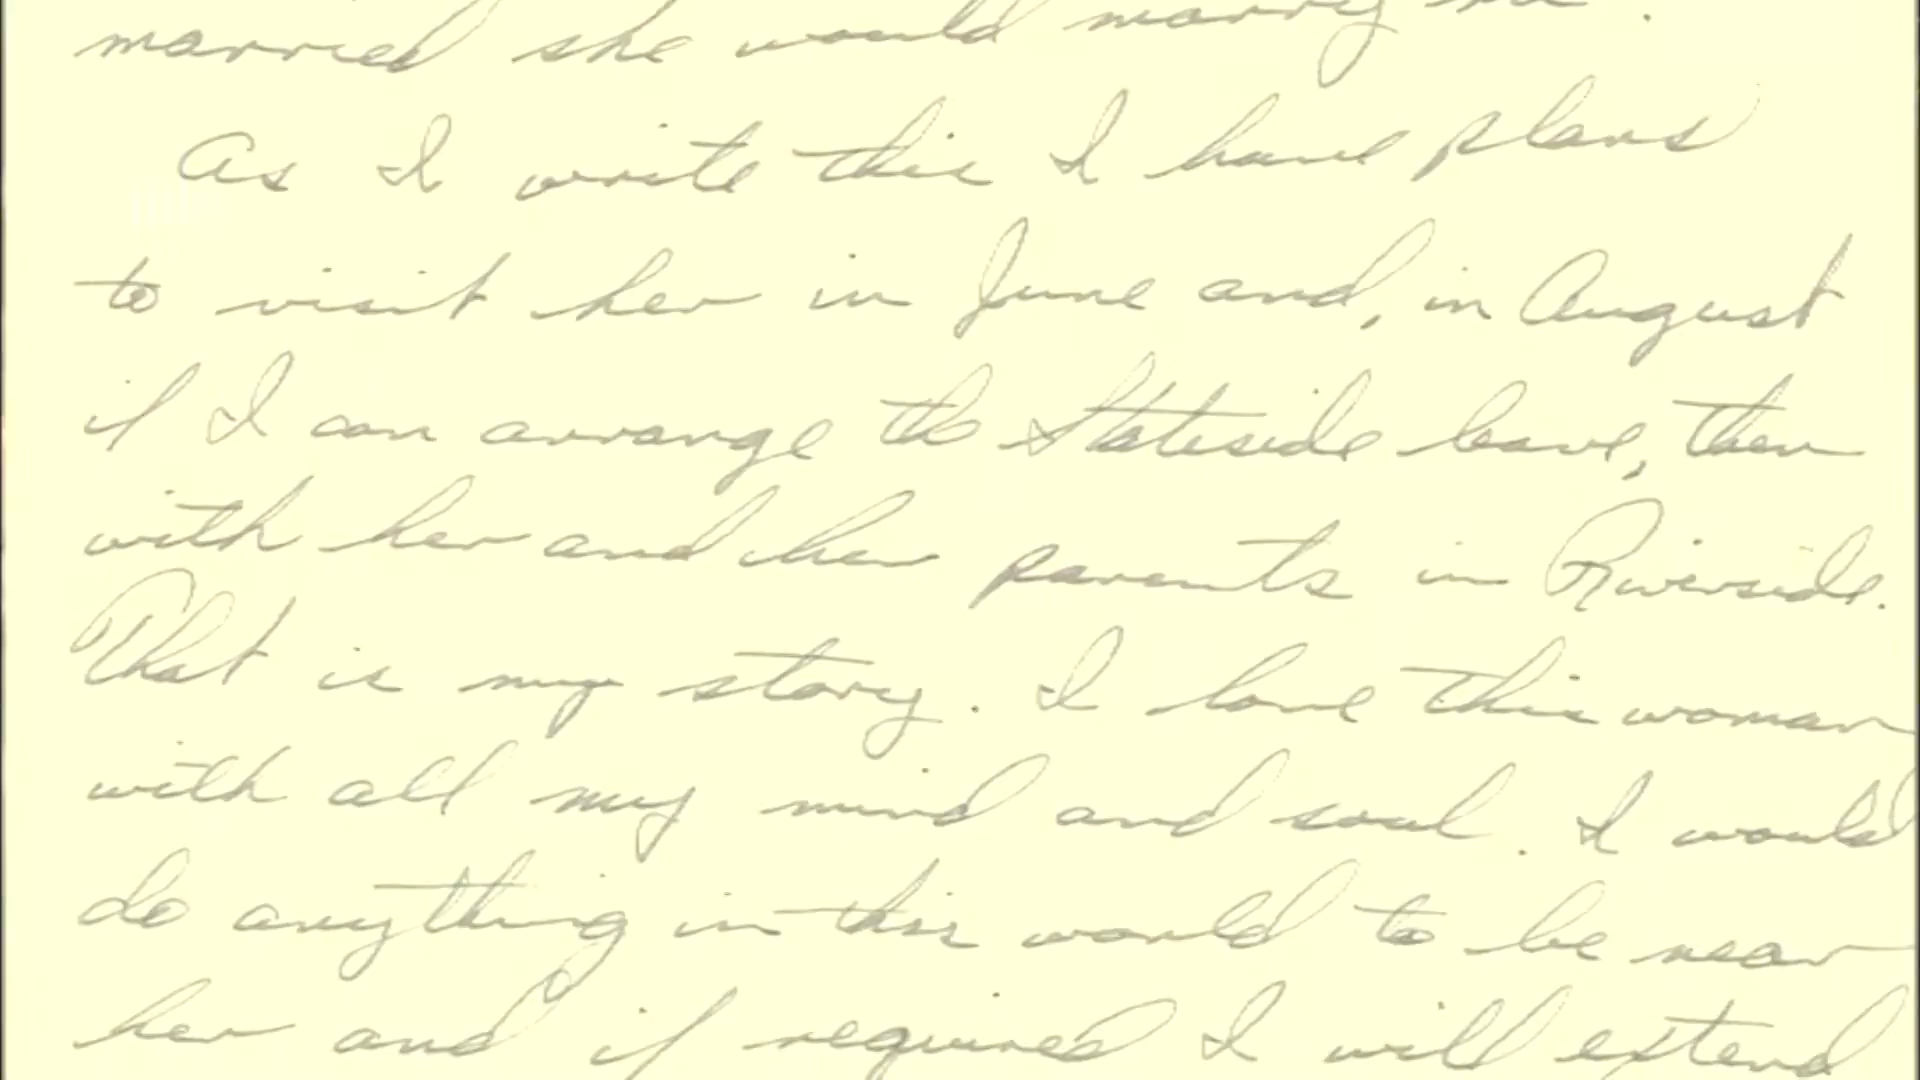 married she would marry me.
As I write this I have plans
to visit her in June and, in August
if I can arrange the Stateside leave, then
with her and her parents in Riverside.
That is my story. I love this woman
with all my mind and soul. I would
do anything in this world to be near
her and if required I will extend